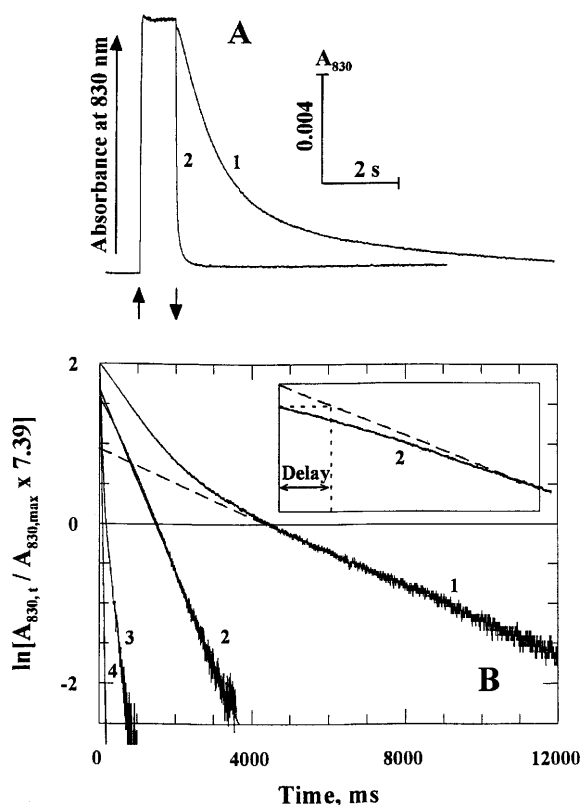 A
A830
0.004
2 s
Absorbance at 830 nm
2
1
2
0
-2
ln[A830, t / A830,max x 7.39]
2
Delay
1
2
3
4
B
0
4000
8000
12000
Time, ms